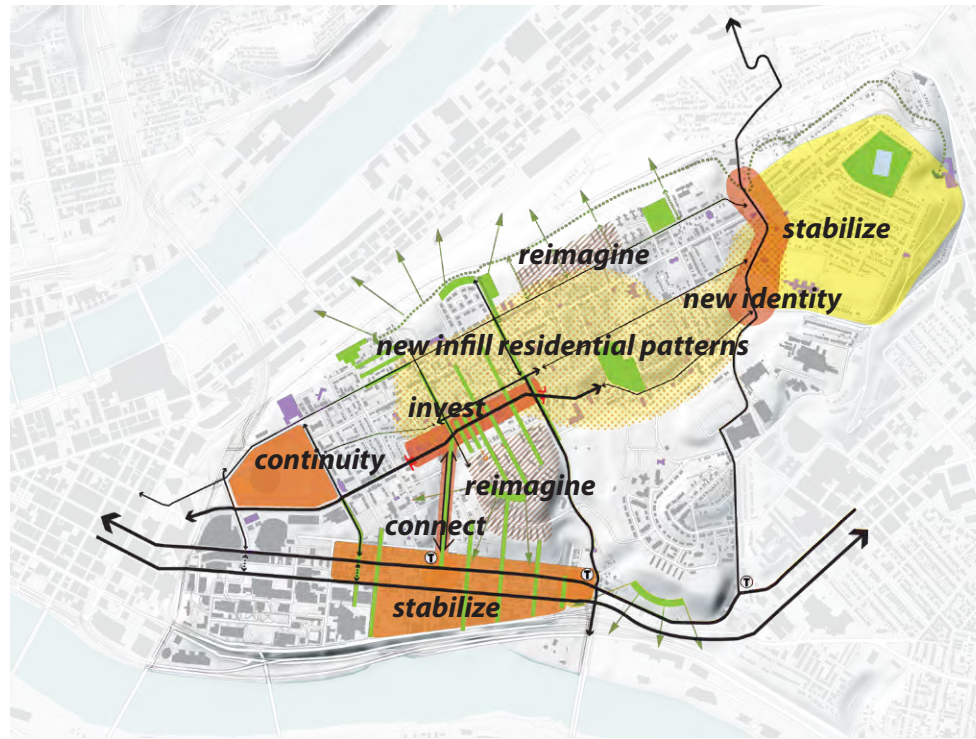 stabilize
reimagine
new identity
new infill residential patterns
invest
continuity
reimagine
connect
T
T
T
stabilize